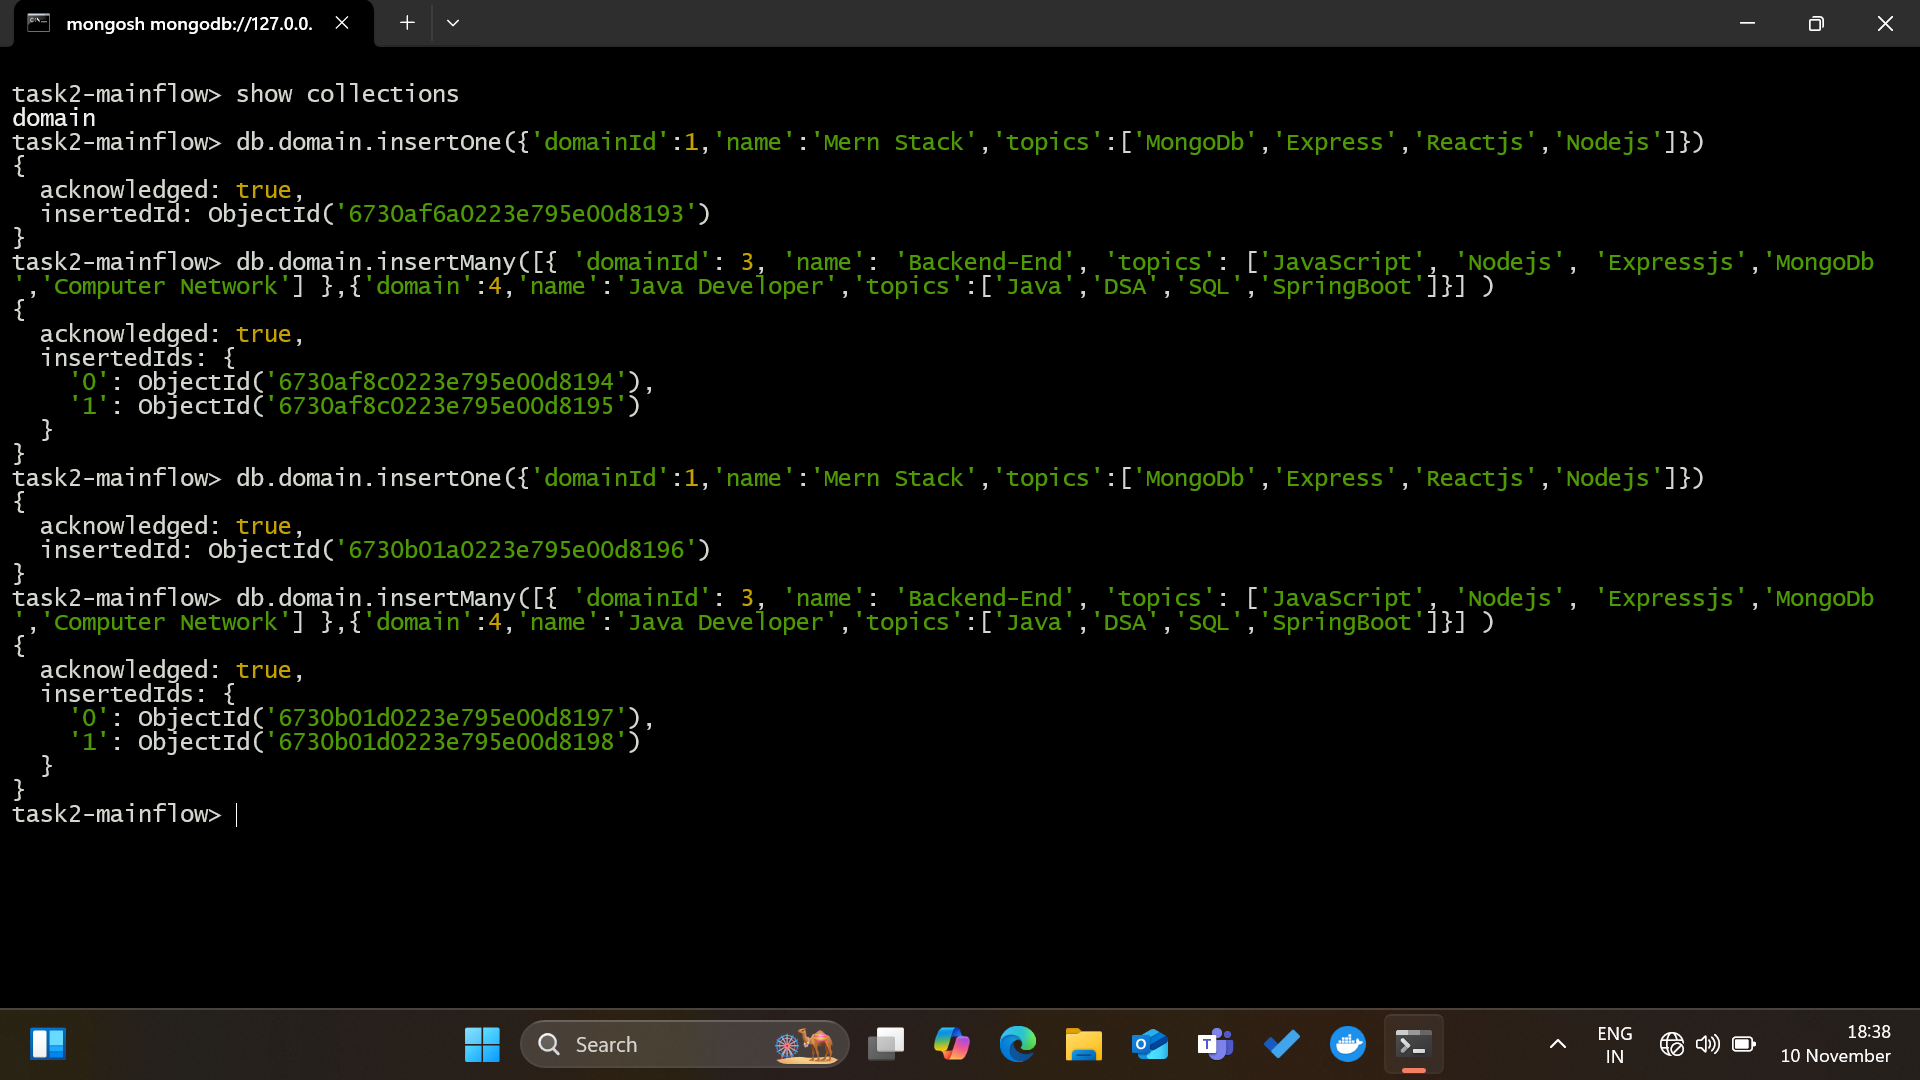 mongosh mongodb://127.0.0.
task2-mainflow> show collections
domain
task2-mainflow> db.domain.insertOne({'domainId':1,'name':'Mern Stack','topics':['MongoDb','Express','Reactjs','Nodejs']})
{
  acknowledged: true,
  insertedId: ObjectId('6730af6a0223e795e00d8193')
}
task2-mainflow> db.domain.insertMany([{ 'domainId': 3, 'name': 'Backend-End', 'topics': ['JavaScript', 'Nodejs', 'Expressjs','MongoDb
','Computer Network'] },{'domain':4,'name':'Java Developer','topics':['Java','DSA','SQL','SpringBoot']}] )
{
  acknowledged: true,
  insertedIds: {
    '0': ObjectId('6730af8c0223e795e00d8194'),
    '1': ObjectId('6730af8c0223e795e00d8195')
  }
}
task2-mainflow> db.domain.insertOne({'domainId':1,'name':'Mern Stack','topics':['MongoDb','Express','Reactjs','Nodejs']})
{
  acknowledged: true,
  insertedId: ObjectId('6730b01a0223e795e00d8196')
}
task2-mainflow> db.domain.insertMany([{ 'domainId': 3, 'name': 'Backend-End', 'topics': ['JavaScript', 'Nodejs', 'Expressjs','MongoDb
','Computer Network'] },{'domain':4,'name':'Java Developer','topics':['Java','DSA','SQL','SpringBoot']}] )
{
  acknowledged: true,
  insertedIds: {
    '0': ObjectId('6730b01d0223e795e00d8197'),
    '1': ObjectId('6730b01d0223e795e00d8198')
  }
}
task2-mainflow>
Search
ENG
IN
18:38
10 November